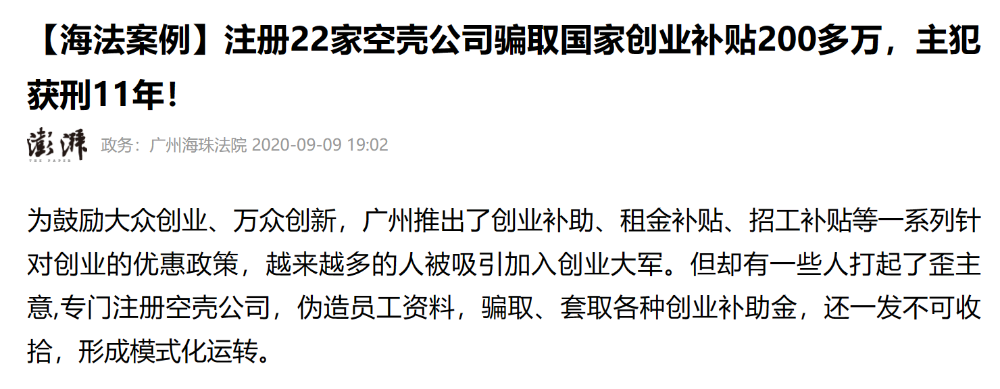 【海法案例】注册22家空壳公司骗取国家创业补贴200多万，主犯
获刑11年！
澎湃
THE PAPER
政务：广州海珠法院 2020-09-09 19:02
为鼓励大众创业、万众创新，广州推出了创业补助、租金补贴、招工补贴等一系列针
对创业的优惠政策，越来越多的人被吸引加入创业大军。但却有一些人打起了歪主
意,专门注册空壳公司，伪造员工资料，骗取、套取各种创业补助金，还一发不可收
拾，形成模式化运转。